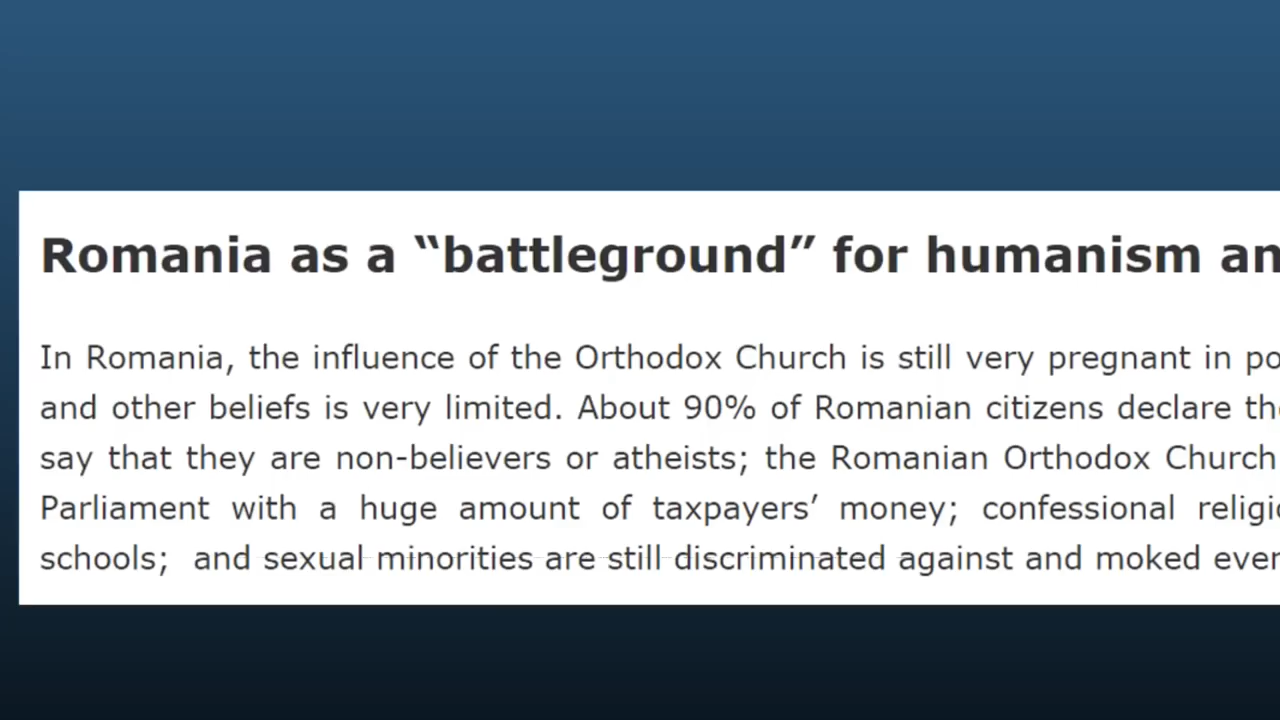 Romania as a “battleground” for humanism an
In Romania, the influence of the Orthodox Church is still very pregnant in po
and other beliefs is very limited. About 90% of Romanian citizens declare the
say that they are non-believers or atheists; the Romanian Orthodox Church
Parliament with a huge amount of taxpayers’ money; confessional religio
schools; and sexual minorities are still discriminated against and moked even